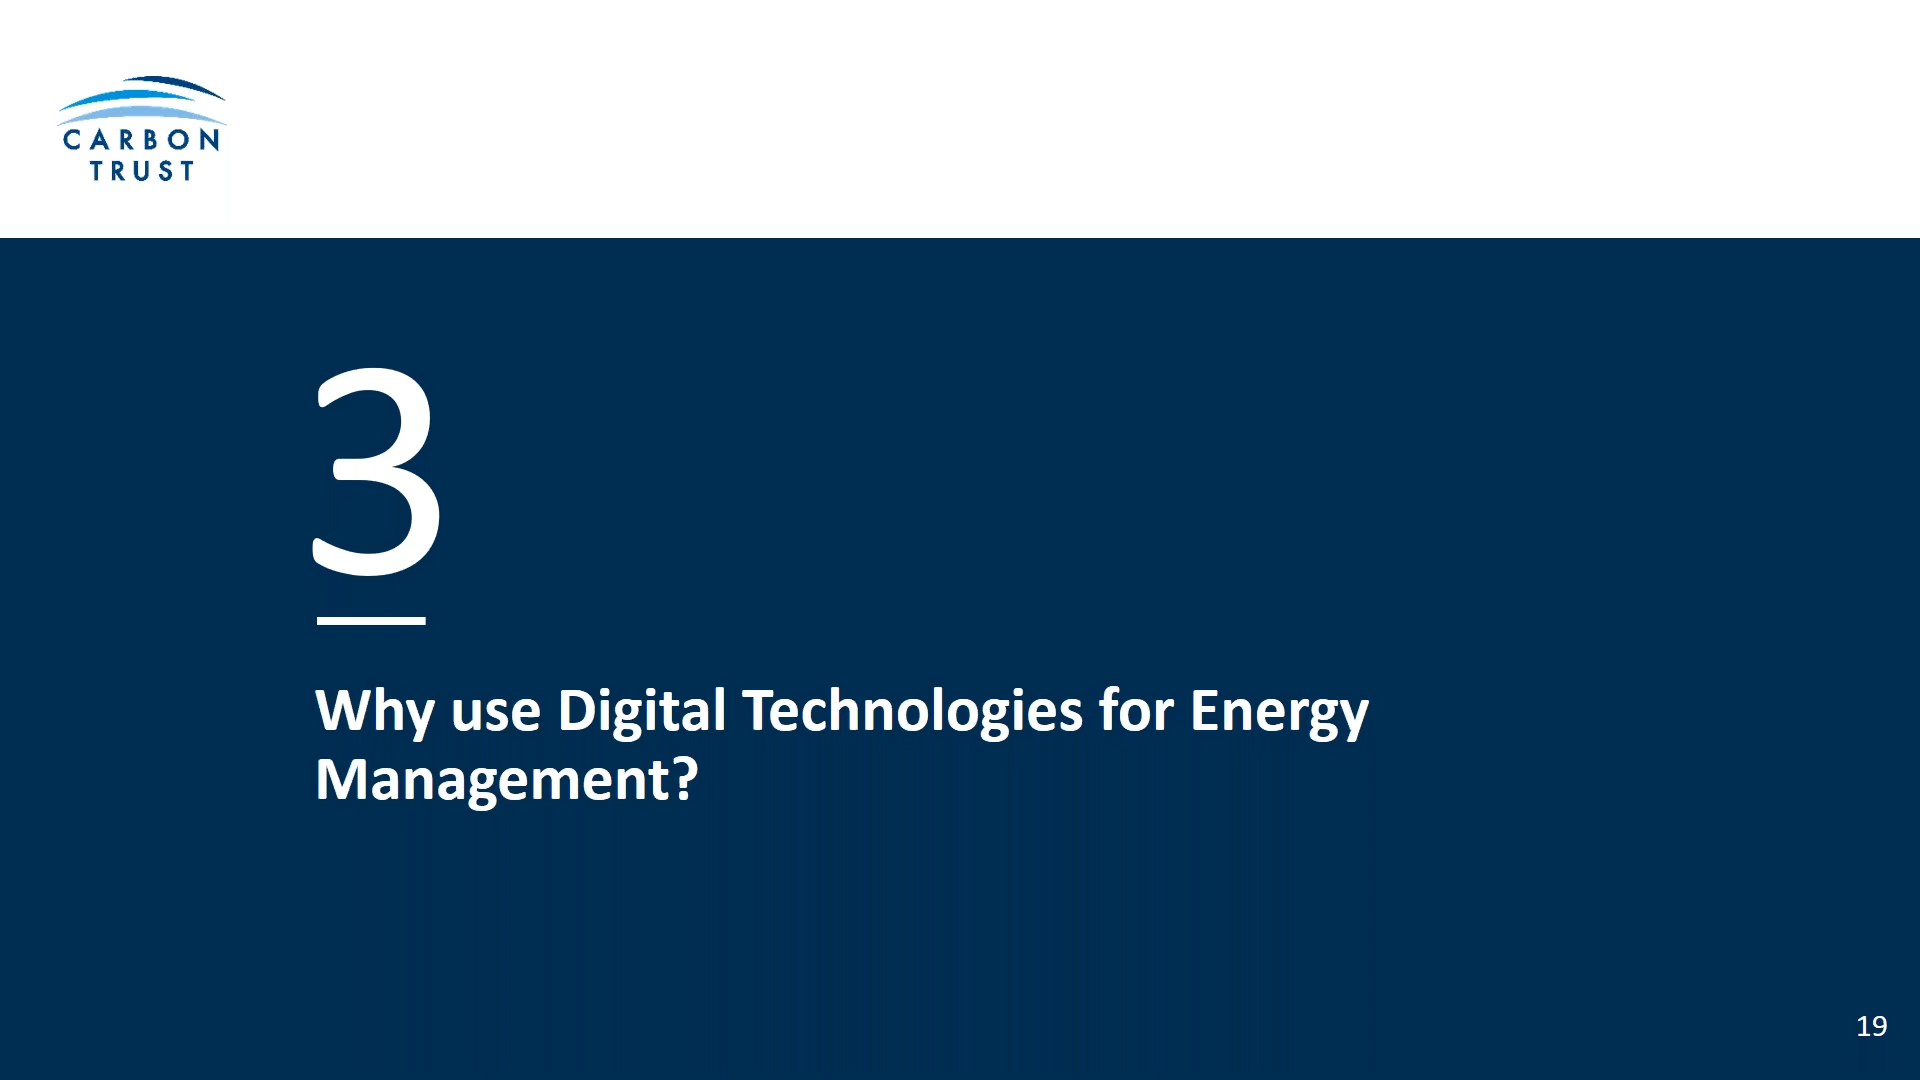 CARBON
TRUST
3
Why use Digital Technologies for Energy
Management?
19